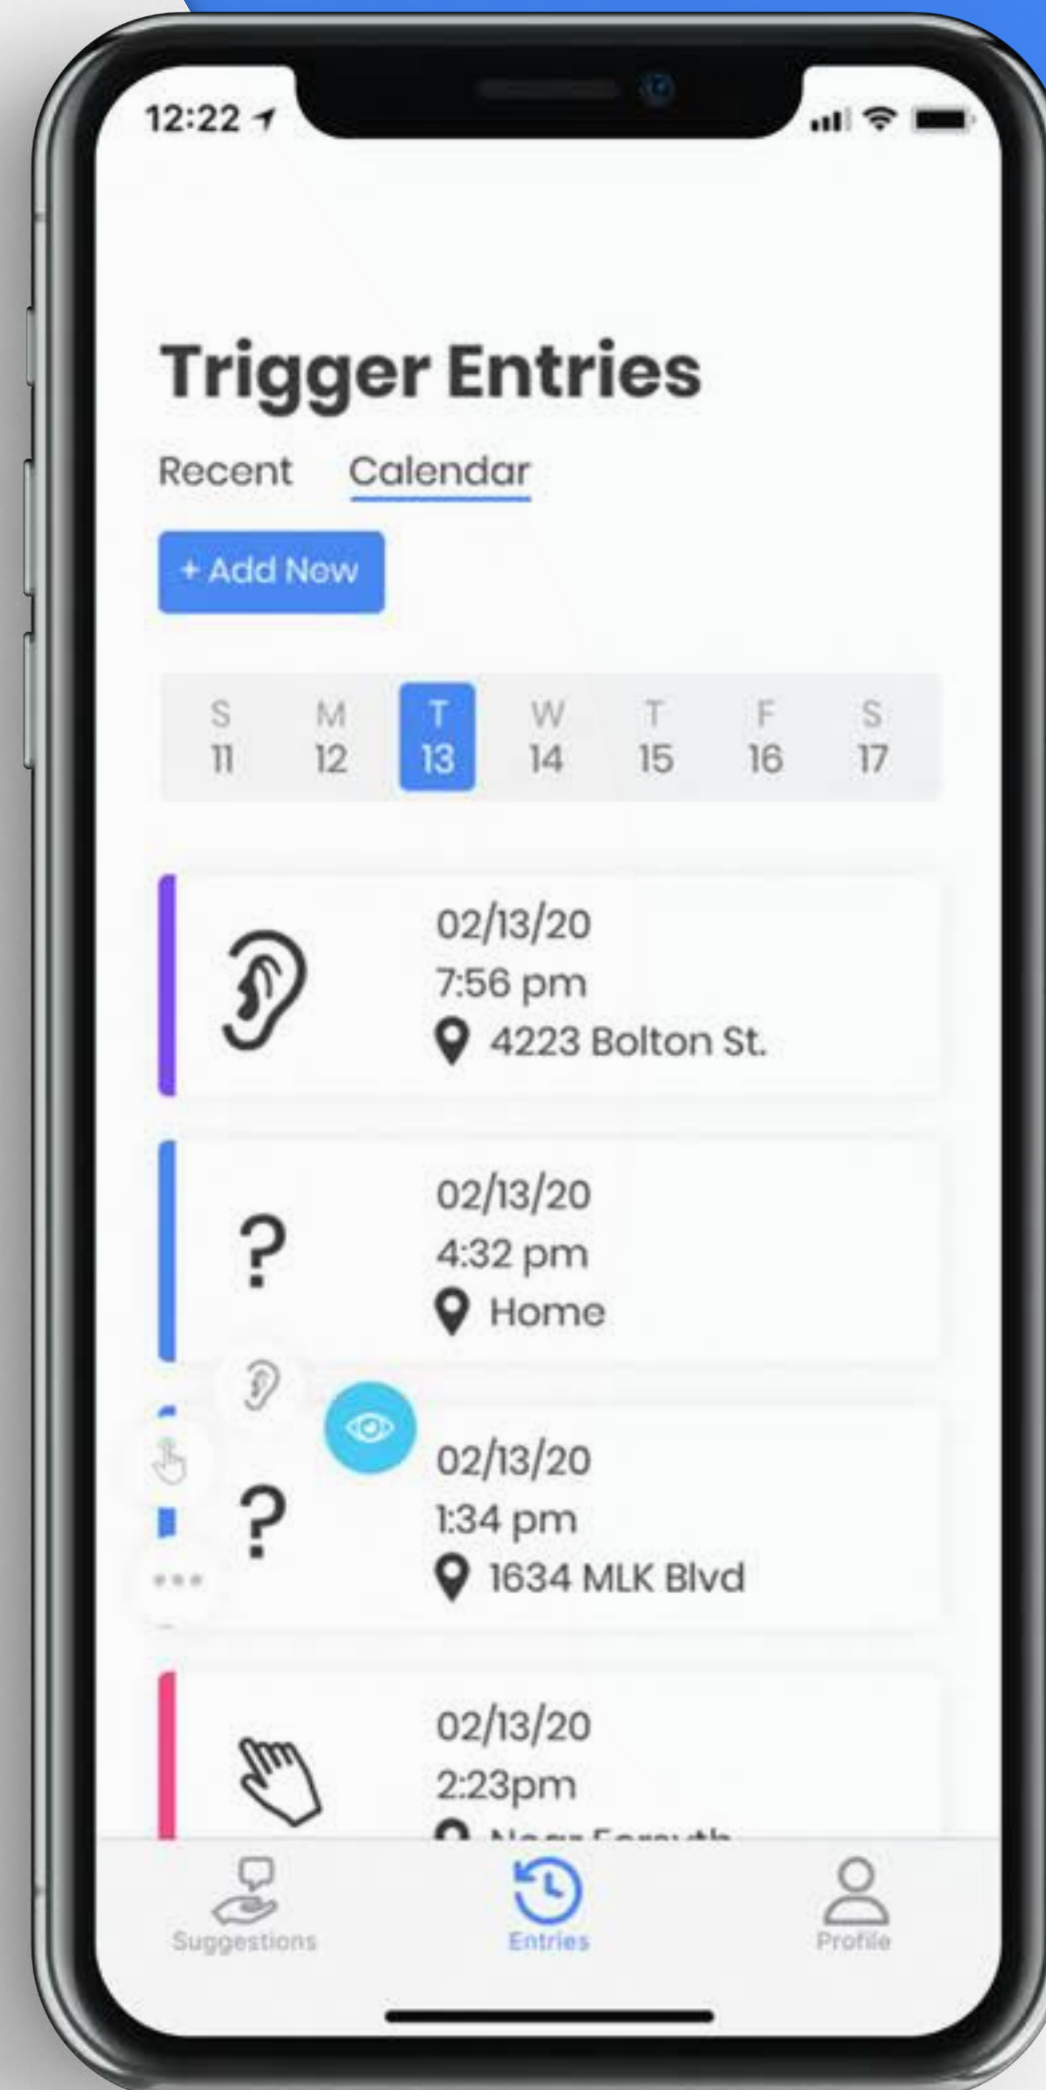 12:22
Trigger Entries
Recent Calendar
+ Add New
S M T W T F S
11 12 13 14 15 16 17
02/13/20
7:56 pm
4223 Bolton St.
?
02/13/20
4:32 pm
Home
?
02/13/20
1:34 pm
1634 MLK Blvd
02/13/20
2:23pm
Near Forsyth
Suggestions Entries Profile